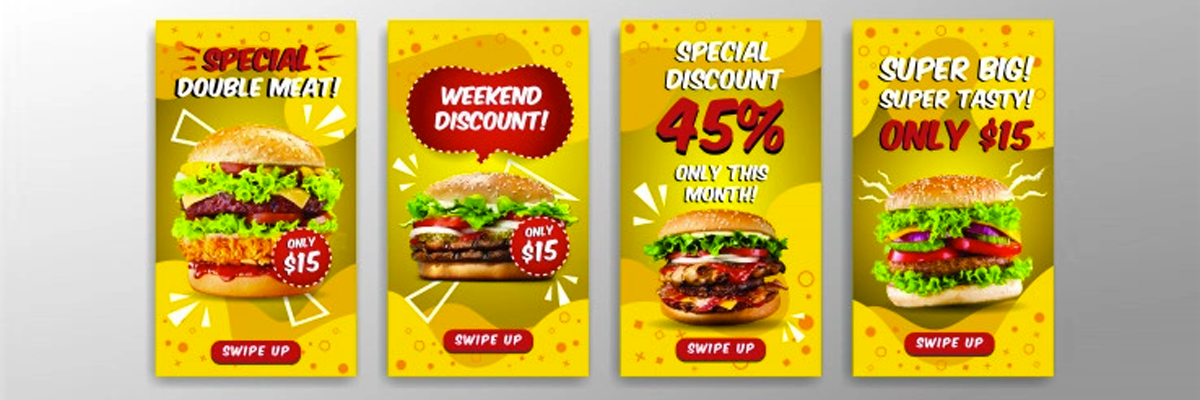 SPECIAL
DOUBLE MEAT!
ONLY
$15
SWIPE UP
WEEKEND
DISCOUNT!
ONLY
$15
SWIPE UP
SPECIAL
DISCOUNT
45%
ONLY THIS
MONTH!
SWIPE UP
SUPER BIG!
SUPER TASTY!
ONLY $15
SWIPE UP